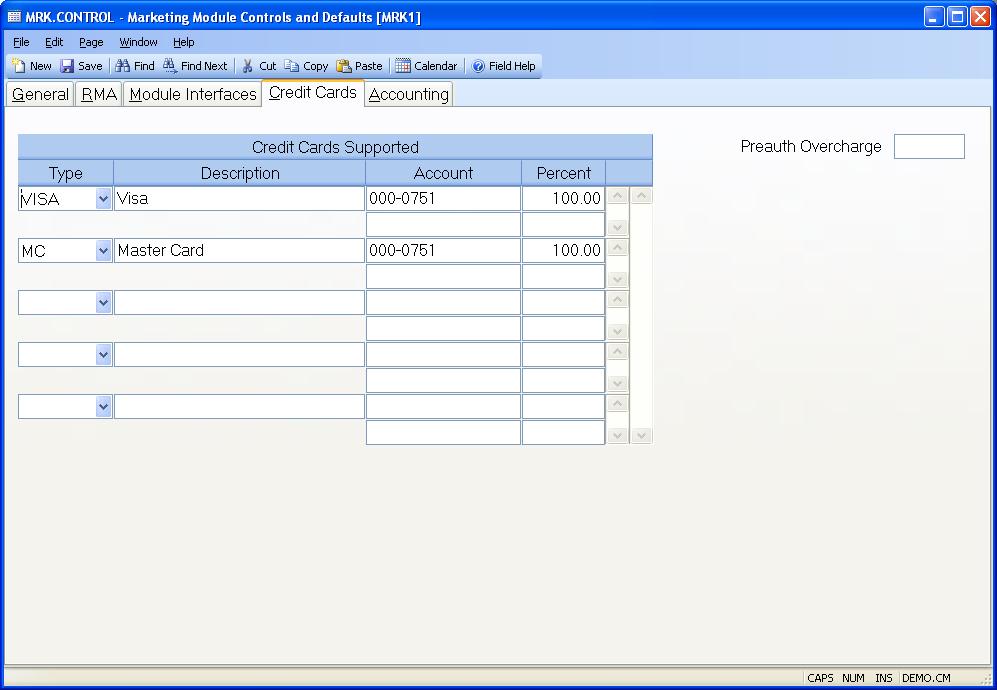 MRK.CONTROL - Marketing Module Controls and Defaults [MRK1]
File Edit Page Window Help
New Save Find Find Next Cut Copy Paste Calendar Field Help
General RMA Module Interfaces Credit Cards Accounting
Credit Cards Supported Preauth Overcharge
Type Description Account Percent
VISA Visa 000-0751 100.00
MC Master Card 000-0751 100.00
CAPS NUM INS DEMO.CM